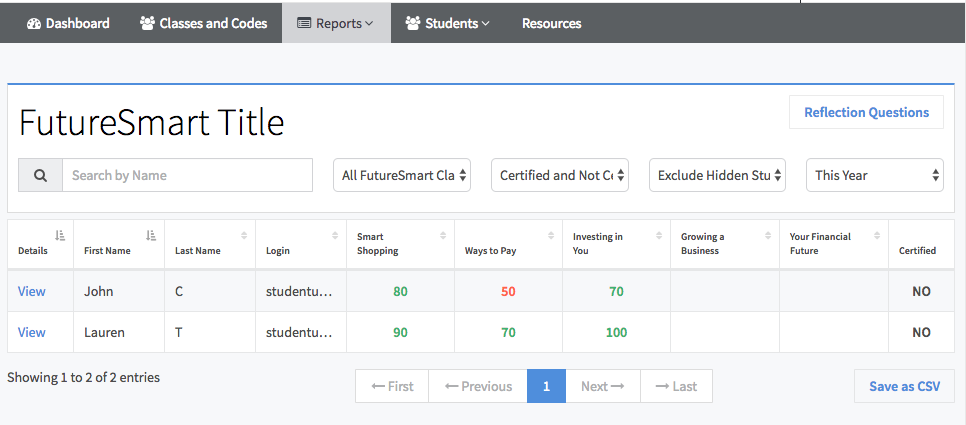 Dashboard Classes and Codes Reports Students Resources
FutureSmart Title
Reflection Questions
Search by Name All FutureSmart Cla Certified and Not Ce Exclude Hidden Stu This Year
Details First Name Last Name Login Smart Shopping Ways to Pay Investing in You Growing a Business Your Financial Future Certified
View John C studentu... 80 50 70 NO
View Lauren T studentu... 90 70 100 NO
Showing 1 to 2 of 2 entries
← First ← Previous 1 Next → → Last
Save as CSV